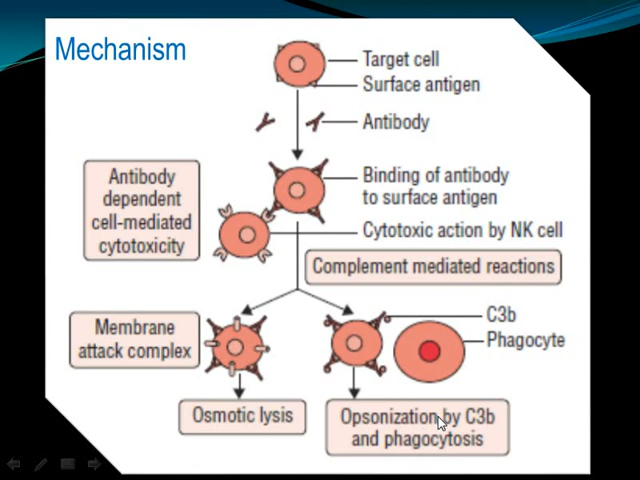 Mechanism
Target cell
Surface antigen
Antibody
Binding of antibody
to surface antigen
Antibody
dependent
cell-mediated
cytotoxicity
Cytotoxic action by NK cell
Complement mediated reactions
Membrane
attack complex
C3b
Phagocyte
Osmotic lysis
Opsonization by C3b
and phagocytosis